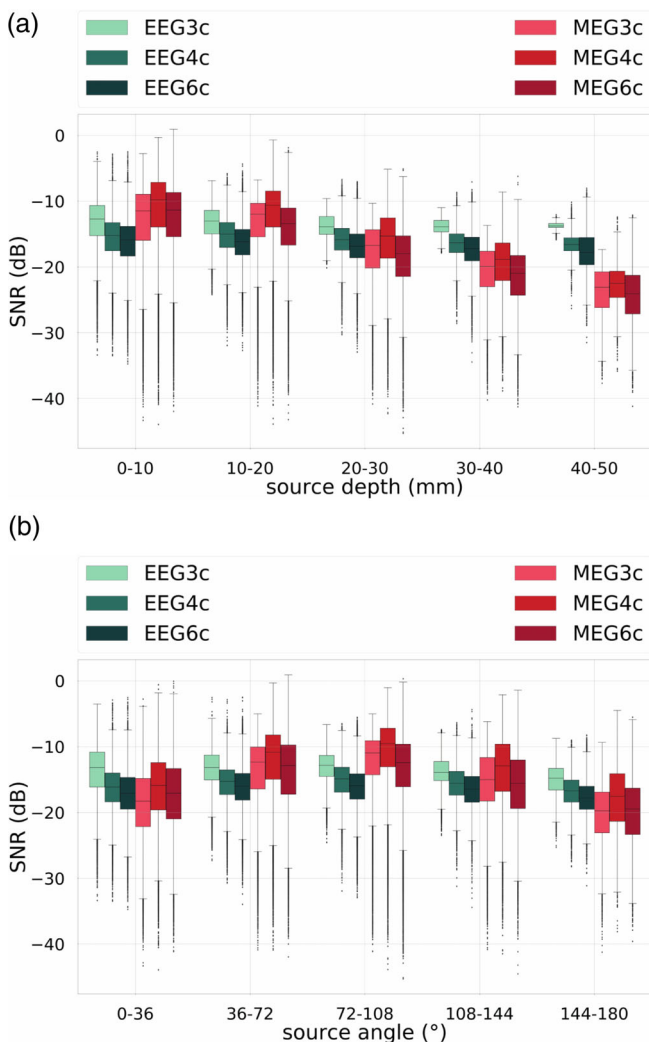 (a)
EEG3c MEG3c
EEG4c MEG4c
EEG6c MEG6c
0
−10
−20
−30
−40
SNR (dB)
0-10 10-20 20-30 30-40 40-50
source depth (mm)
(b)
EEG3c MEG3c
EEG4c MEG4c
EEG6c MEG6c
0
−10
−20
−30
−40
SNR (dB)
0-36 36-72 72-108 108-144 144-180
source angle (°)